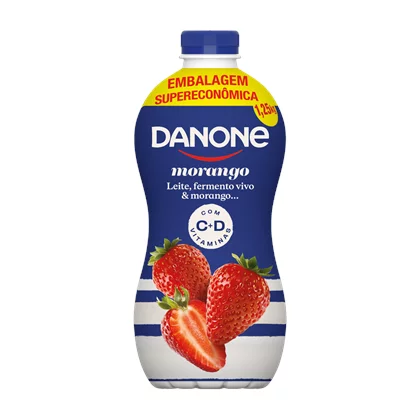 EMBALAGEM
SUPERECONÔMICA
1,25kg
DANONE
morango
Leite, fermento vivo
& morango...
COM
C+D
VITAMINAS